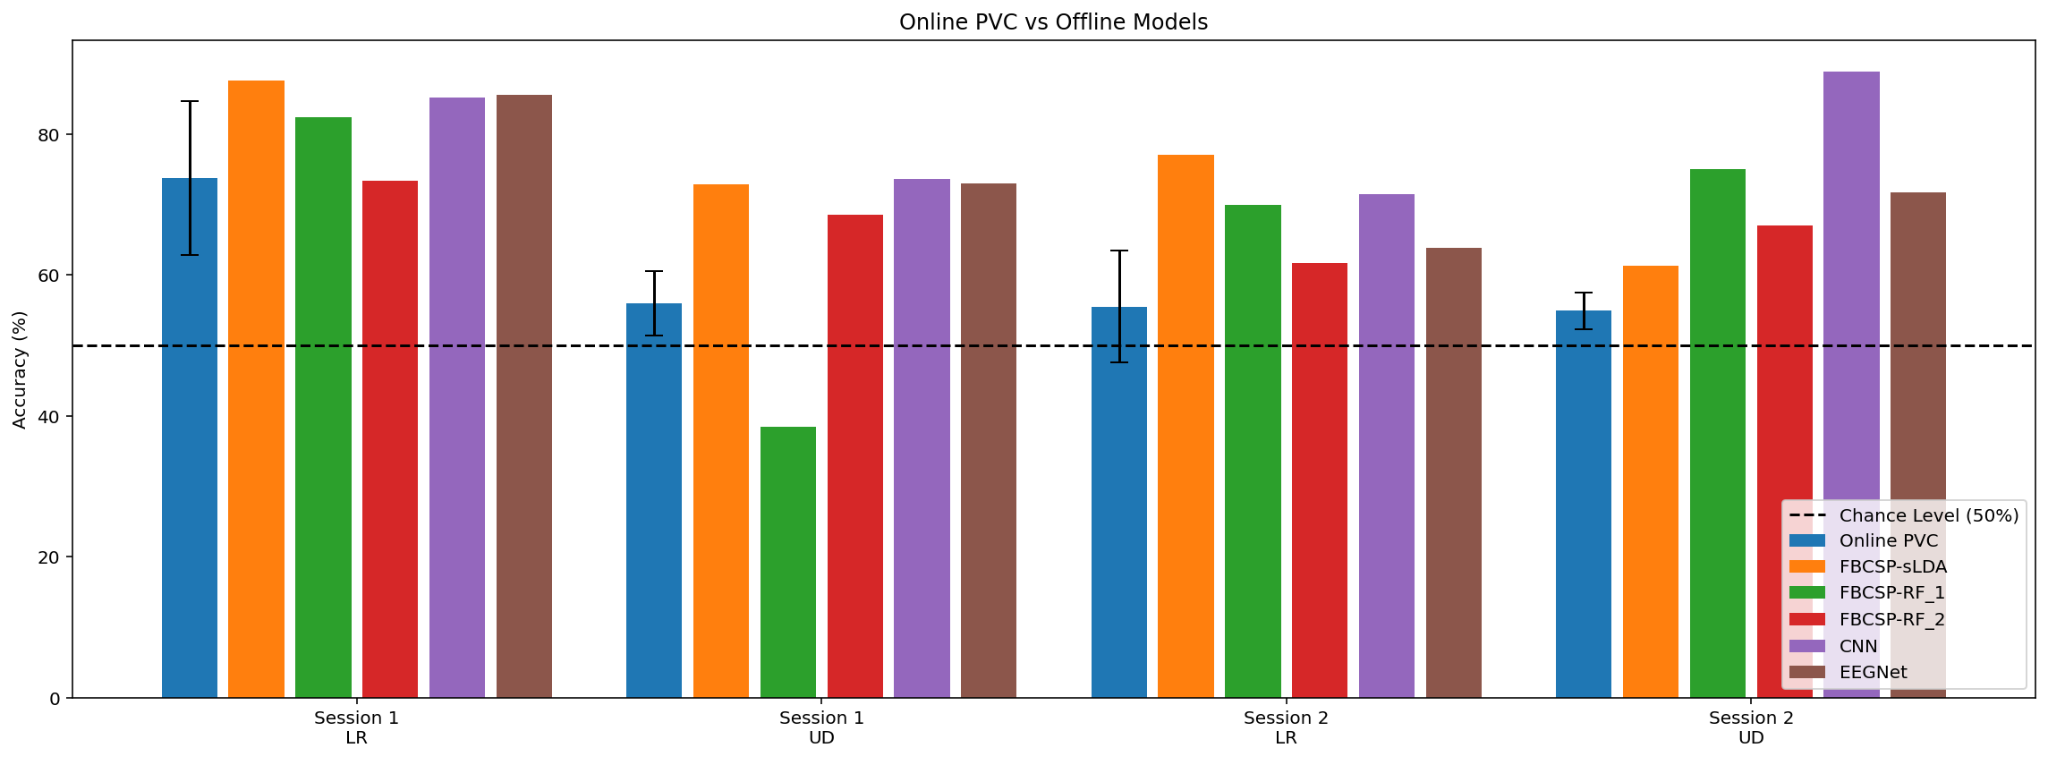 Online PVC vs Offline Models
Accuracy (%)
80
60
40
20
0
Session 1
LR
Session 1
UD
Session 2
LR
Session 2
UD
Chance Level (50%)
Online PVC
FBCSP-sLDA
FBCSP-RF_1
FBCSP-RF_2
CNN
EEGNet